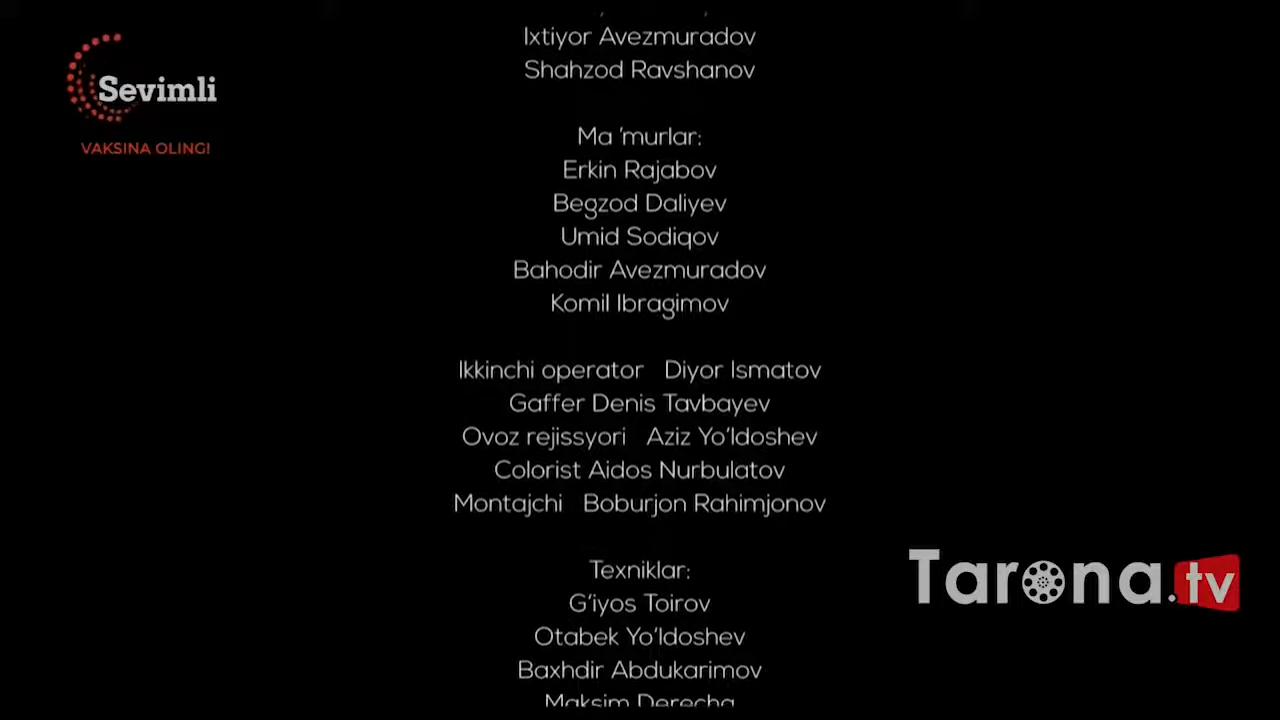 Ixtiyor Avezmuradov
Shahzod Ravshanov
Sevimli
VAKSINA OLING!
Ma 'murlar:
Erkin Rajabov
Begzod Daliyev
Umid Sodiqov
Bahodir Avezmuradov
Komil Ibragimov
Ikkinchi operator Diyor Ismatov
Gaffer Denis Tavbayev
Ovoz rejissyori Aziz Yo'ldoshev
Colorist Aidos Nurbulatov
Montajchi Boburjon Rahimjonov
Texniklar:
G'iyos Toirov
Tarona.tv
Otabek Yo'ldoshev
Baxhdir Abdukarimov
Maksim Derecha